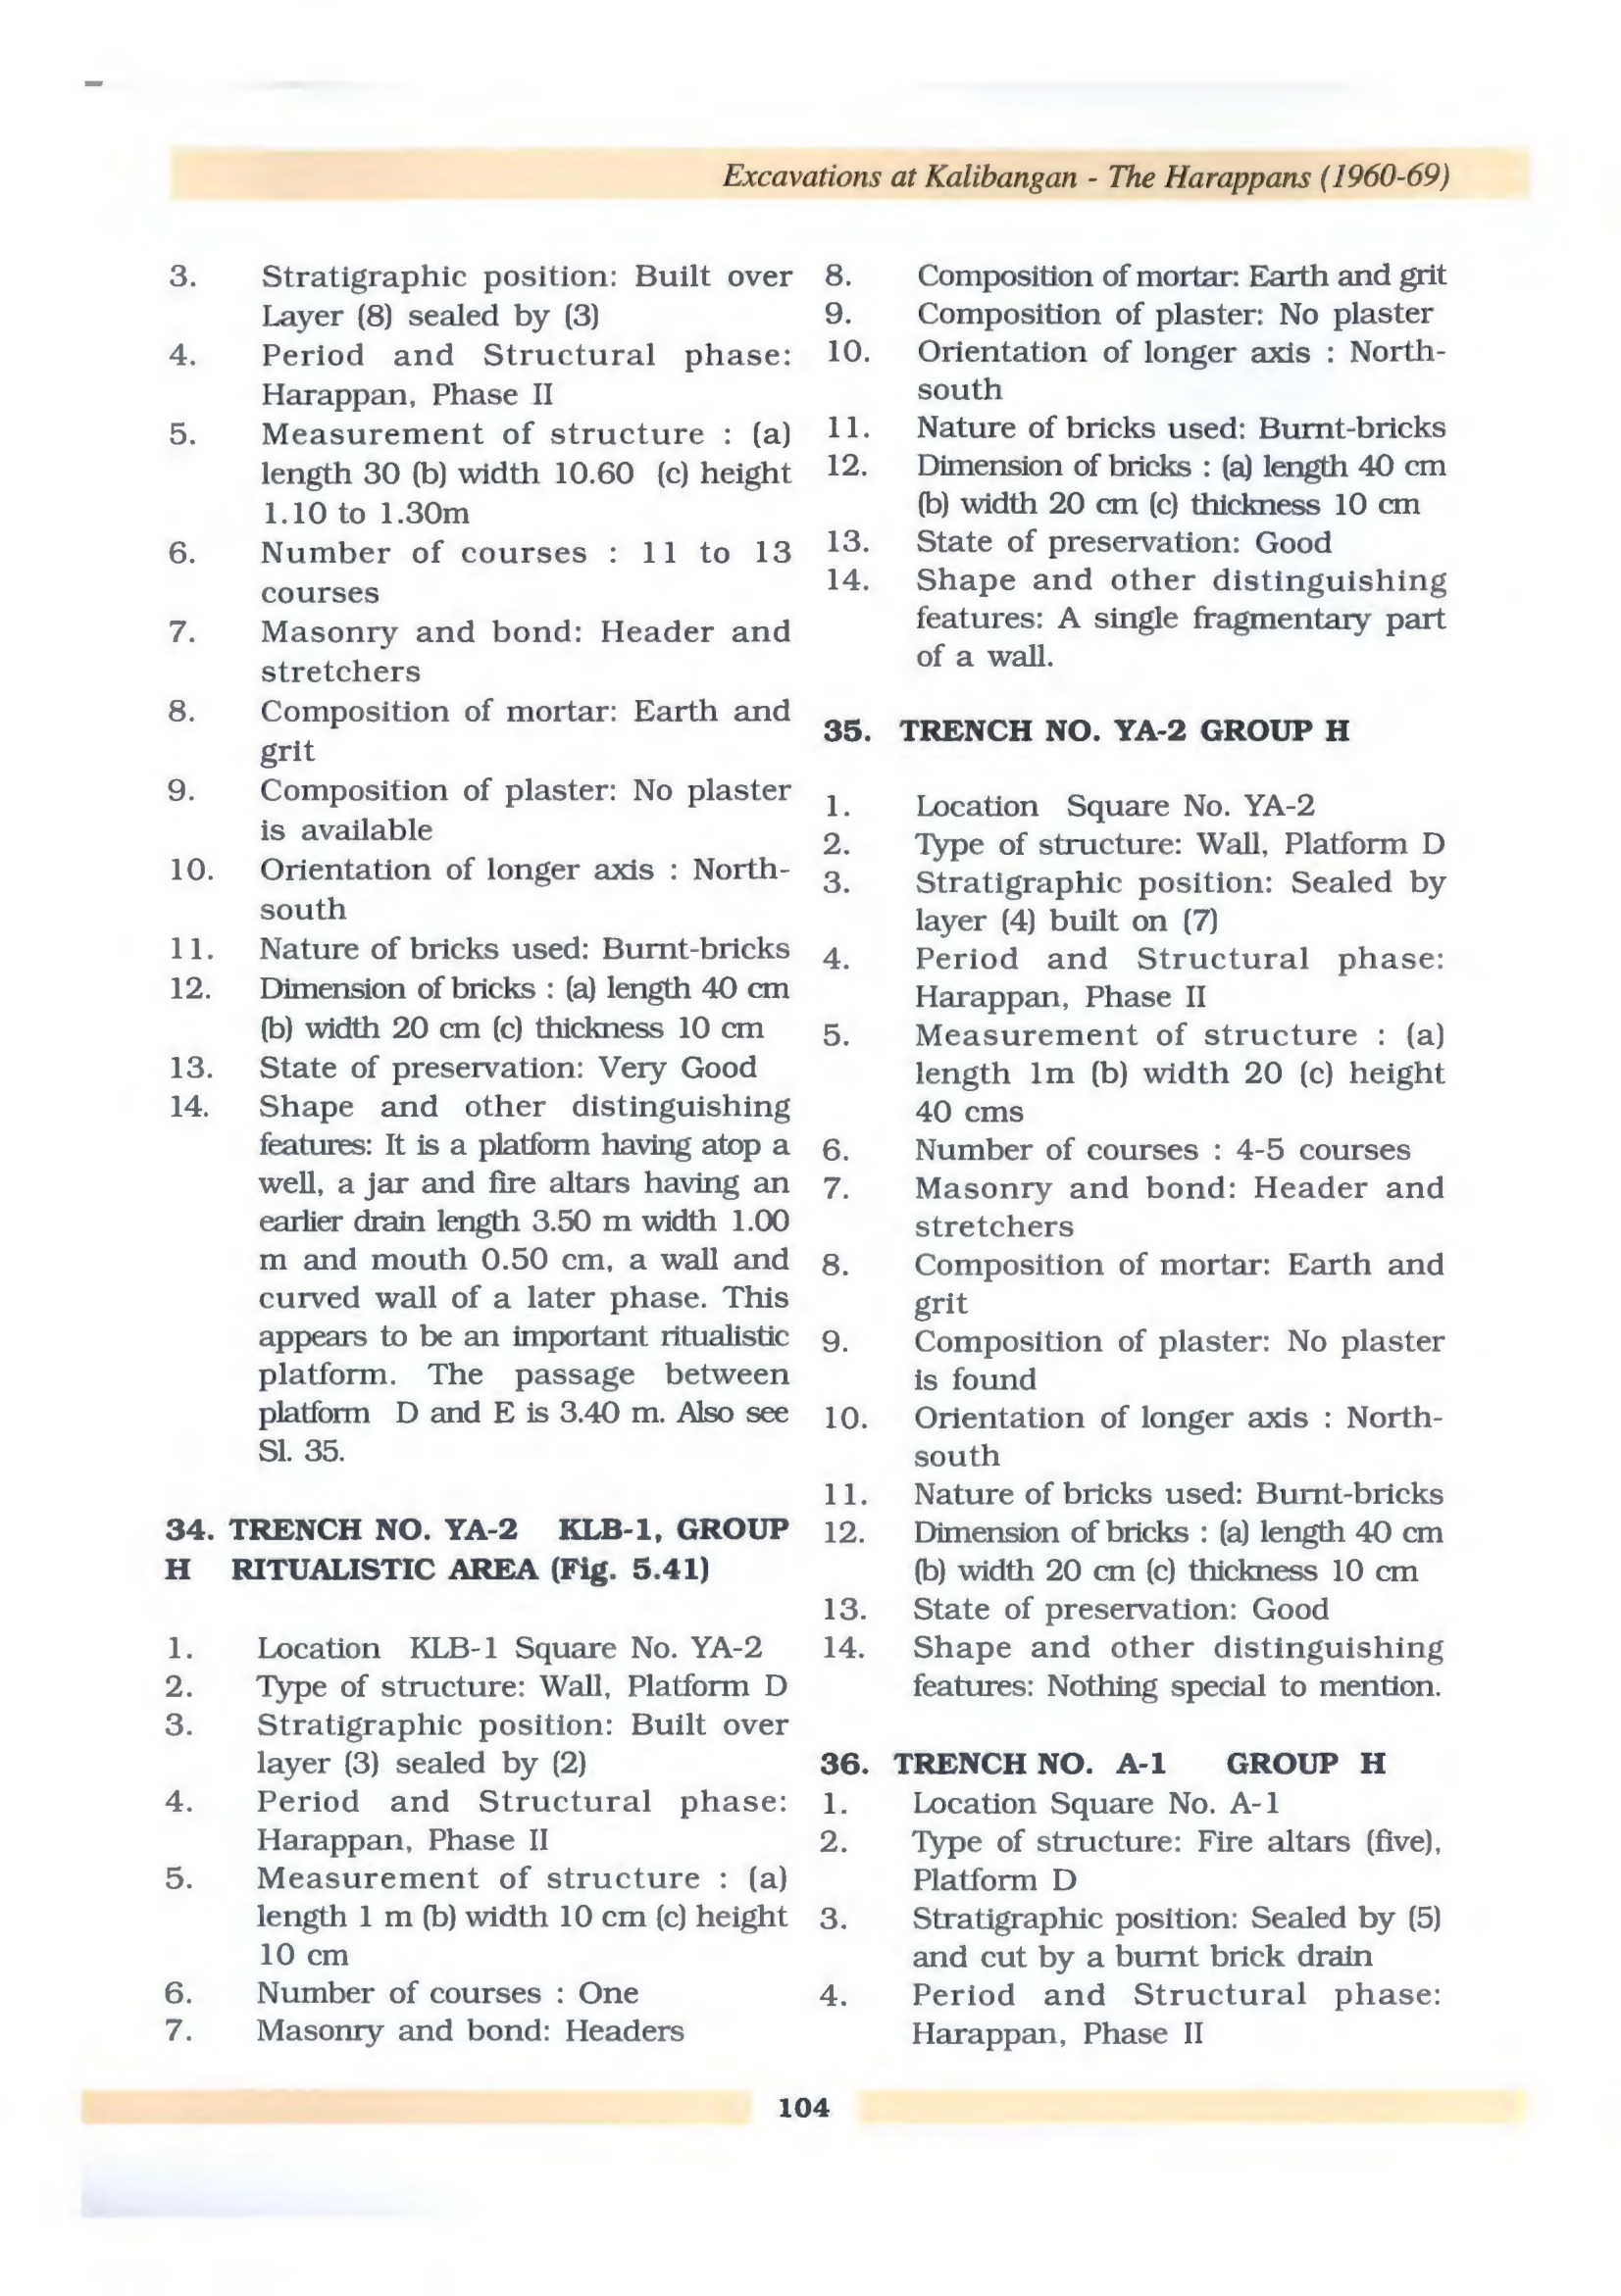 Excavations at Kalibangan - The Harappans (1960-69)
3. Stratigraphic position: Built over
Layer (8) sealed by (3)
4. Period and Structural phase:
Harappan, Phase II
5. Measurement of structure : (a)
length 30 (b) width 10.60 (c) height
1.10 to 1.30m
6. Number of courses : 11 to 13
courses
7. Masonry and bond: Header and
stretchers
8. Composition of mortar: Earth and
grit
9. Composition of plaster: No plaster
is available
10. Orientation of longer axis : North-
south
11. Nature of bricks used: Burnt-bricks
12. Dimension of bricks : (a) length 40 cm
(b) width 20 cm (c) thickness 10 cm
13. State of preservation: Very Good
14. Shape and other distinguishing
features: It is a platform having atop a
well, a jar and fire altars having an
earlier drain length 3.50 m width 1.00
m and mouth 0.50 cm, a wall and
curved wall of a later phase. This
appears to be an important ritualistic
platform. The passage between
platform D and E is 3.40 m. Also see
Sl. 35.
34. TRENCH NO. YA-2 KLB-1, GROUP
H RITUALISTIC AREA (Fig. 5.41)
1. Location KLB-1 Square No. YA-2
2. Type of structure: Wall, Platform D
3. Stratigraphic position: Built over
layer (3) sealed by (2)
4. Period and Structural phase:
Harappan, Phase II
5. Measurement of structure : (a)
length 1 m (b) width 10 cm (c) height
10 cm
6. Number of courses : One
7. Masonry and bond: Headers
8. Composition of mortar: Earth and grit
9. Composition of plaster: No plaster
10. Orientation of longer axis : North-
south
11. Nature of bricks used: Burnt-bricks
12. Dimension of bricks : (a) length 40 cm
(b) width 20 cm (c) thickness 10 cm
13. State of preservation: Good
14. Shape and other distinguishing
features: A single fragmentary part
of a wall.
35. TRENCH NO. YA-2 GROUP H
1. Location Square No. YA-2
2. Type of structure: Wall, Platform D
3. Stratigraphic position: Sealed by
layer (4) built on (7)
4. Period and Structural phase:
Harappan, Phase II
5. Measurement of structure : (a)
length 1m (b) width 20 (c) height
40 cms
6. Number of courses : 4-5 courses
7. Masonry and bond: Header and
stretchers
8. Composition of mortar: Earth and
grit
9. Composition of plaster: No plaster
is found
10. Orientation of longer axis : North-
south
11. Nature of bricks used: Burnt-bricks
12. Dimension of bricks : (a) length 40 cm
(b) width 20 cm (c) thickness 10 cm
13. State of preservation: Good
14. Shape and other distinguishing
features: Nothing special to mention.
36. TRENCH NO. A-1 GROUP H
1. Location Square No. A-1
2. Type of structure: Fire altars (five),
Platform D
3. Stratigraphic position: Sealed by (5)
and cut by a burnt brick drain
4. Period and Structural phase:
Harappan, Phase II
104